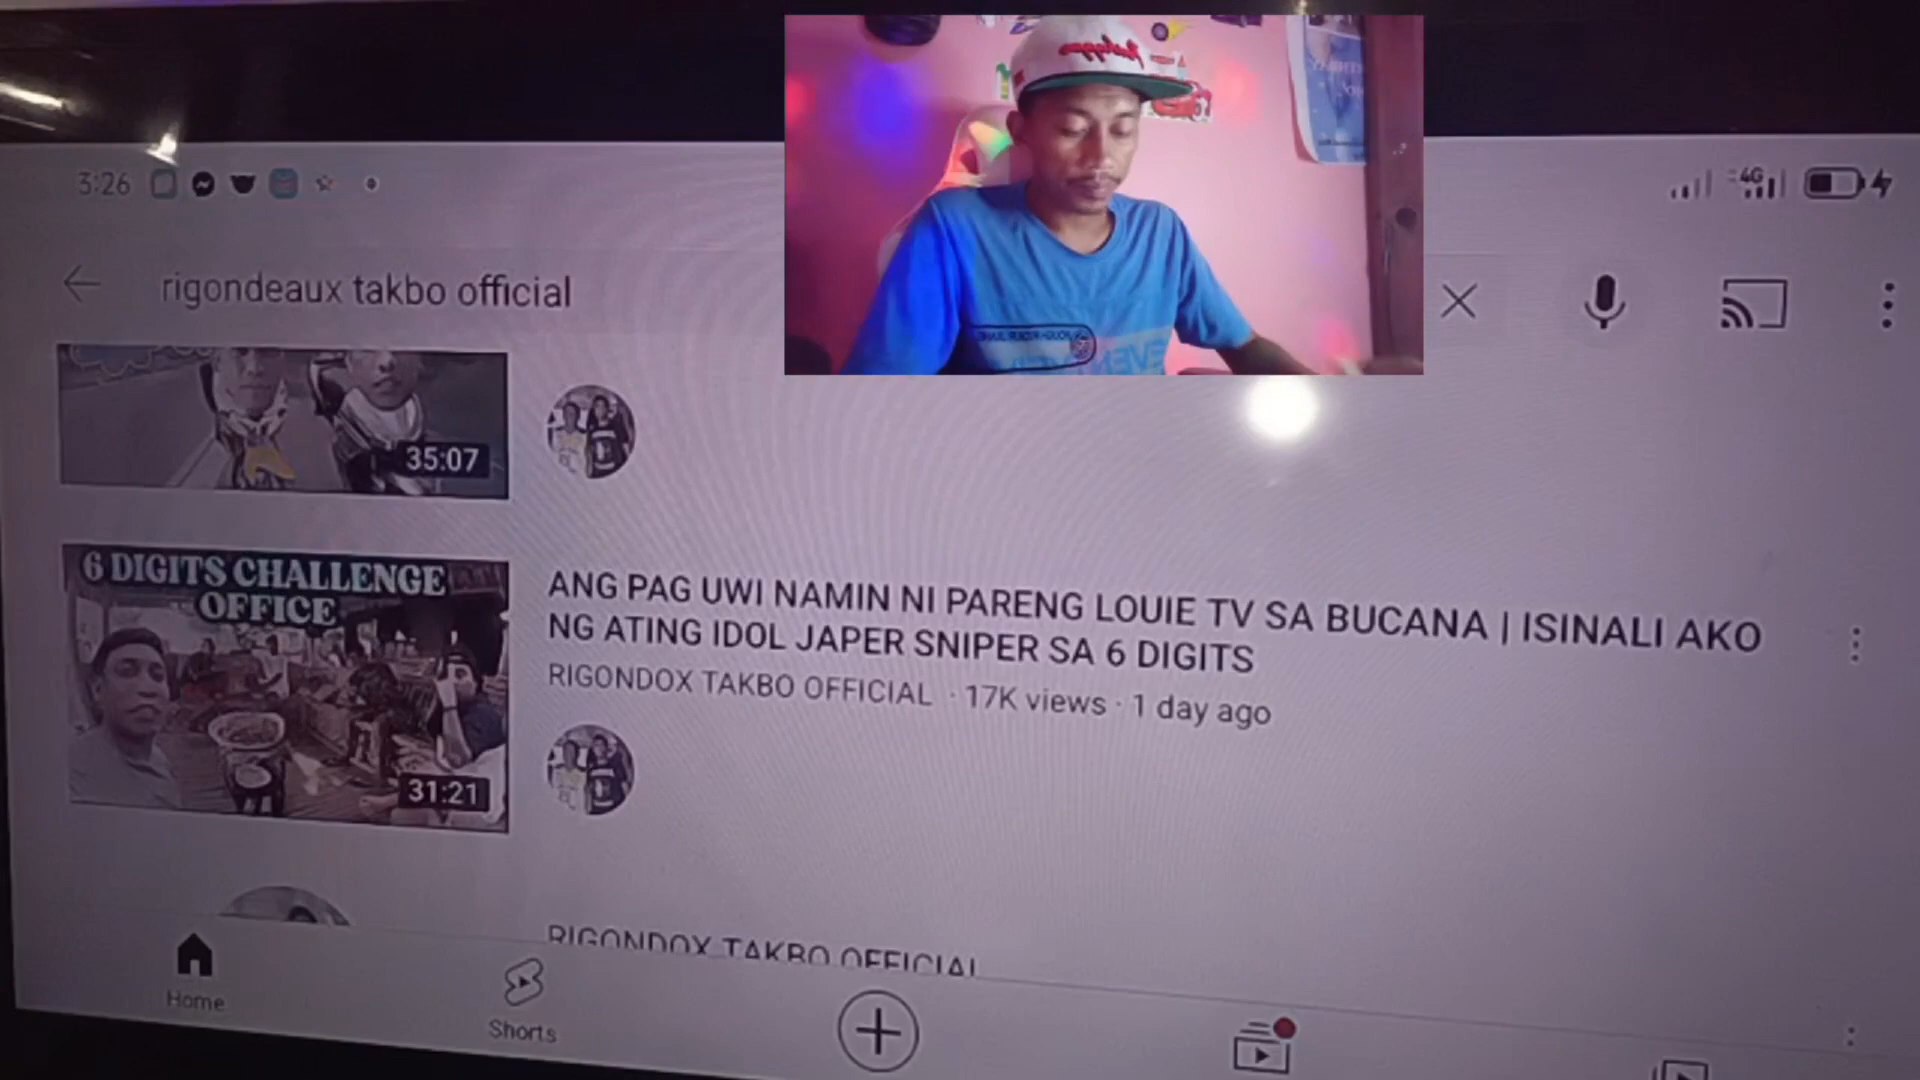 3:26
4G
rigondeaux takbo official
35:07
6 DIGITS CHALLENGE
OFFICE
31:21
ANG PAG UWI NAMIN NI PARENG LOUIE TV SA BUCANA | ISINALI AKO
NG ATING IDOL JAPER SNIPER SA 6 DIGITS
RIGONDOX TAKBO OFFICIAL · 17K views · 1 day ago
RIGONDOX TAKBO OFFICIAL
Home
Shorts